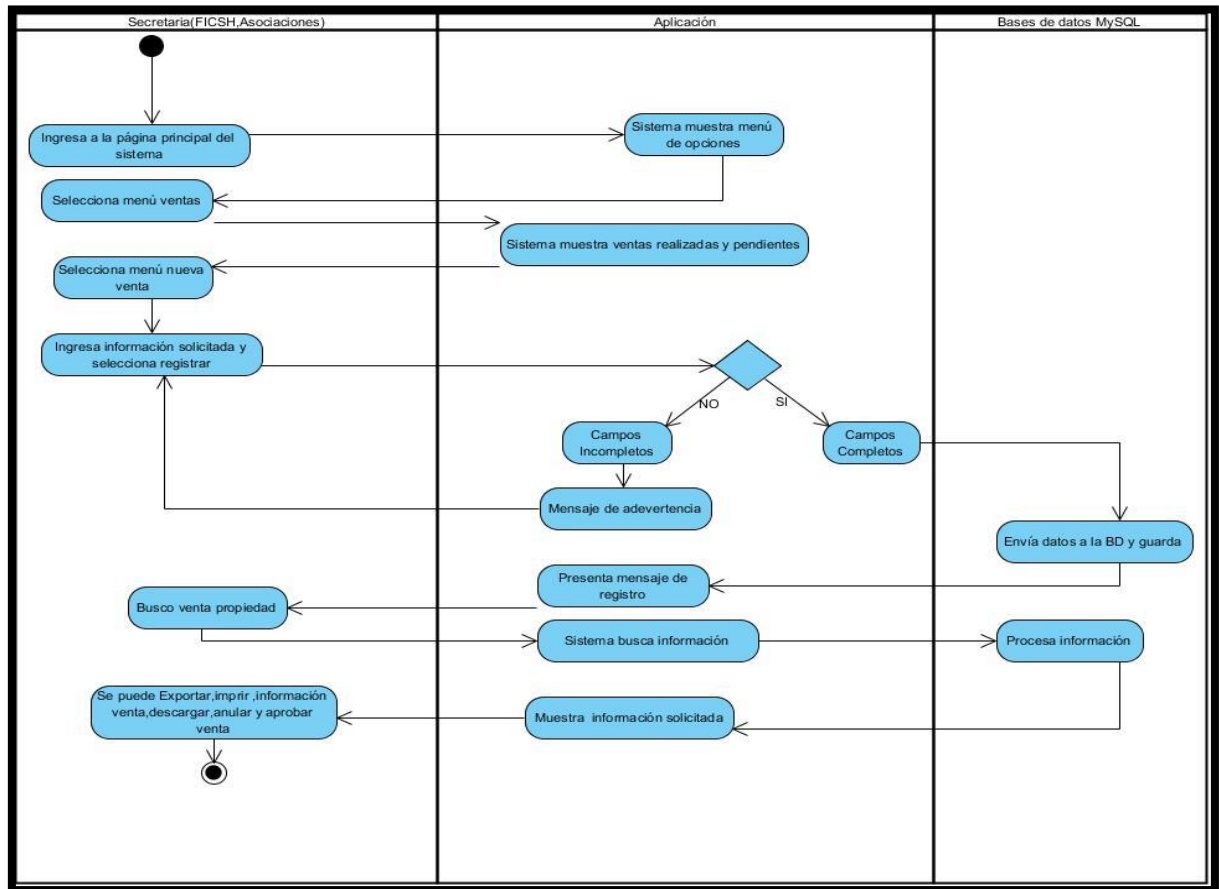 Secretaria(FICSH,Asociaciones)
Aplicación
Bases de datos MySQL
Ingresa a la página principal del
sistema
Sistema muestra menú
de opciones
Selecciona menú ventas
Sistema muestra ventas realizadas y pendientes
Selecciona menú nueva
venta
Ingresa información solicitada y
selecciona registrar
NO
SI
Campos
Incompletos
Campos
Completos
Mensaje de adevertencia
Envía datos a la BD y guarda
Presenta mensaje de
registro
Busco venta propiedad
Sistema busca información
Procesa información
Se puede Exportar,imprir ,información
venta,descargar,anular y aprobar
venta
Muestra información solicitada